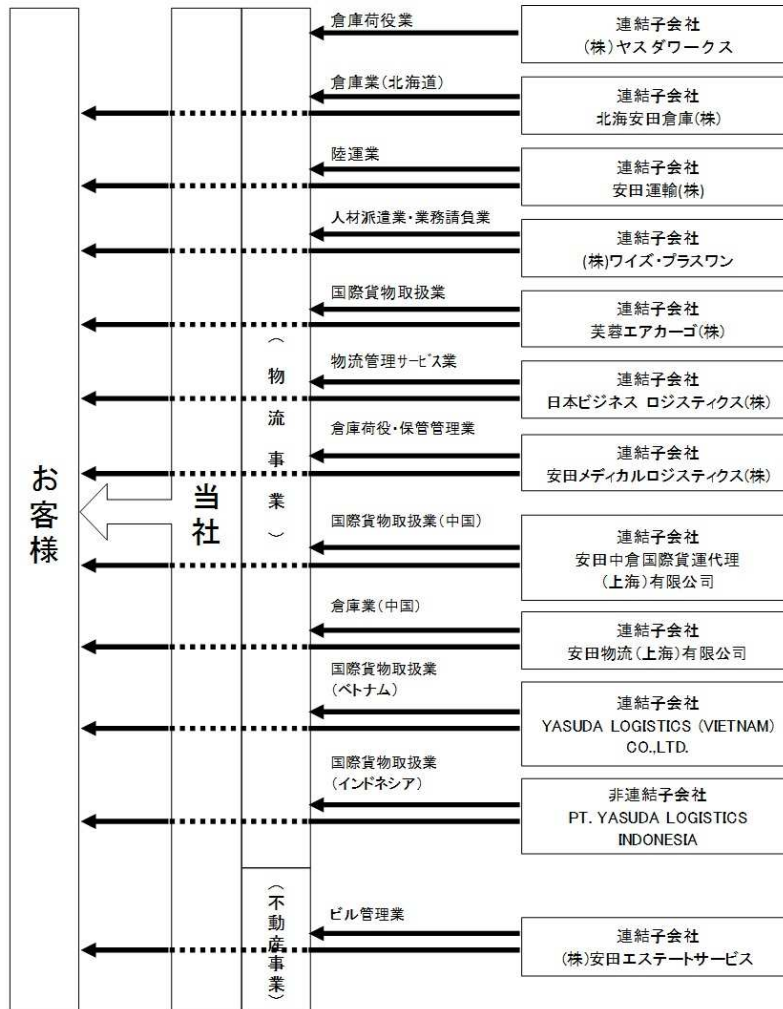 倉庫荷役業
連結子会社
(株)ヤスダワークス
倉庫業(北海道)
連結子会社
北海安田倉庫(株)
陸運業
連結子会社
安田運輸(株)
人材派遣業・業務請負業
連結子会社
(株)ワイズ・プラスワン
国際貨物取扱業
連結子会社
芙蓉エアカーゴ(株)
物流管理サービス業
連結子会社
日本ビジネス ロジスティクス(株)
倉庫荷役・保管管理業
連結子会社
安田メディカルロジスティクス(株)
国際貨物取扱業(中国)
連結子会社
安田中倉国際貨運代理
(上海)有限公司
倉庫業(中国)
連結子会社
安田物流(上海)有限公司
国際貨物取扱業
(ベトナム)
連結子会社
YASUDA LOGISTICS (VIETNAM)
CO.,LTD.
国際貨物取扱業
(インドネシア)
非連結子会社
PT. YASUDA LOGISTICS
INDONESIA
ビル管理業
連結子会社
(株)安田エステートサービス
(物流事業)
(不動産事業)
当社
お客様